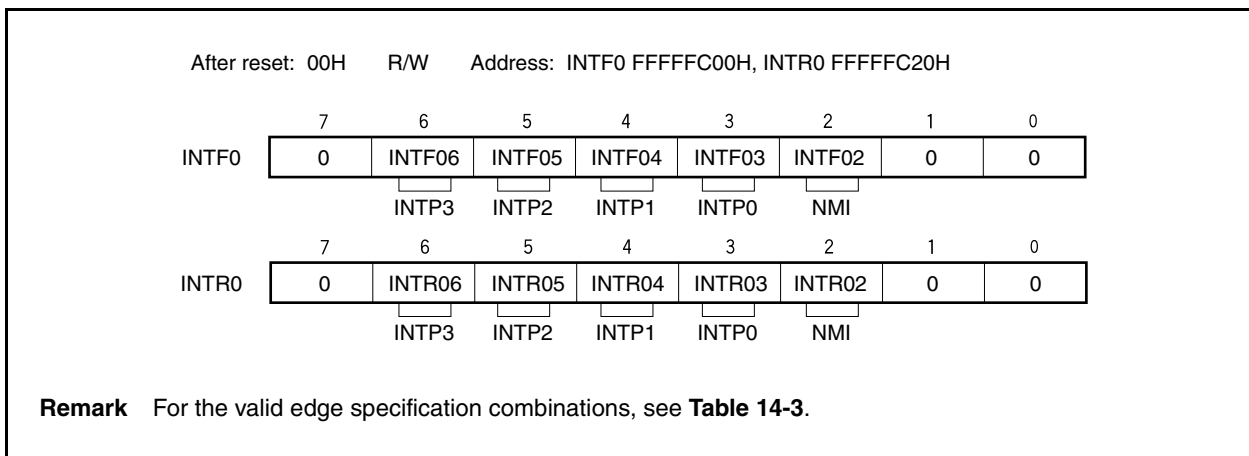 After reset: 00H R/W Address: INTF0 FFFFFC00H, INTR0 FFFFFC20H
7 6 5 4 3 2 1 0
INTF0 0 INTF06 INTF05 INTF04 INTF03 INTF02 0 0
INTP3 INTP2 INTP1 INTP0 NMI
7 6 5 4 3 2 1 0
INTR0 0 INTR06 INTR05 INTR04 INTR03 INTR02 0 0
INTP3 INTP2 INTP1 INTP0 NMI
Remark For the valid edge specification combinations, see Table 14-3.